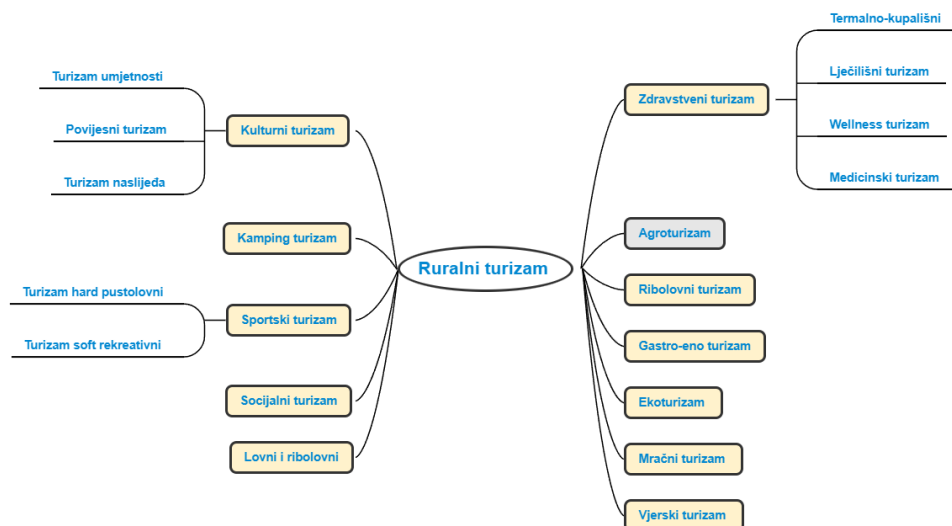 Ruralni turizam
Kulturni turizam
Turizam umjetnosti
Povijesni turizam
Turizam naslijeđa
Kamping turizam
Sportski turizam
Turizam hard pustolovni
Turizam soft rekreativni
Socijalni turizam
Lovni i ribolovni
Zdravstveni turizam
Termalno-kupališni
Lječilišni turizam
Wellness turizam
Medicinski turizam
Agroturizam
Ribolovni turizam
Gastro-eno turizam
Ekoturizam
Mračni turizam
Vjerski turizam